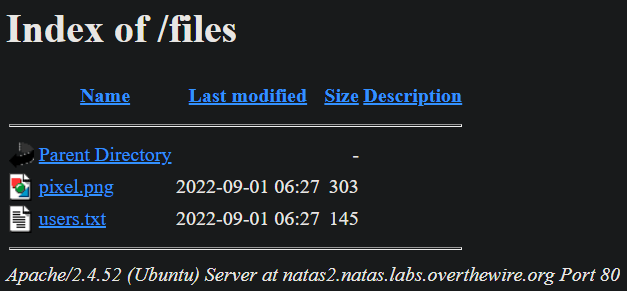 Index of /files
Name Last modified Size Description
Parent Directory -
pixel.png 2022-09-01 06:27 303
users.txt 2022-09-01 06:27 145
Apache/2.4.52 (Ubuntu) Server at natas2.natas.labs.overthewire.org Port 80